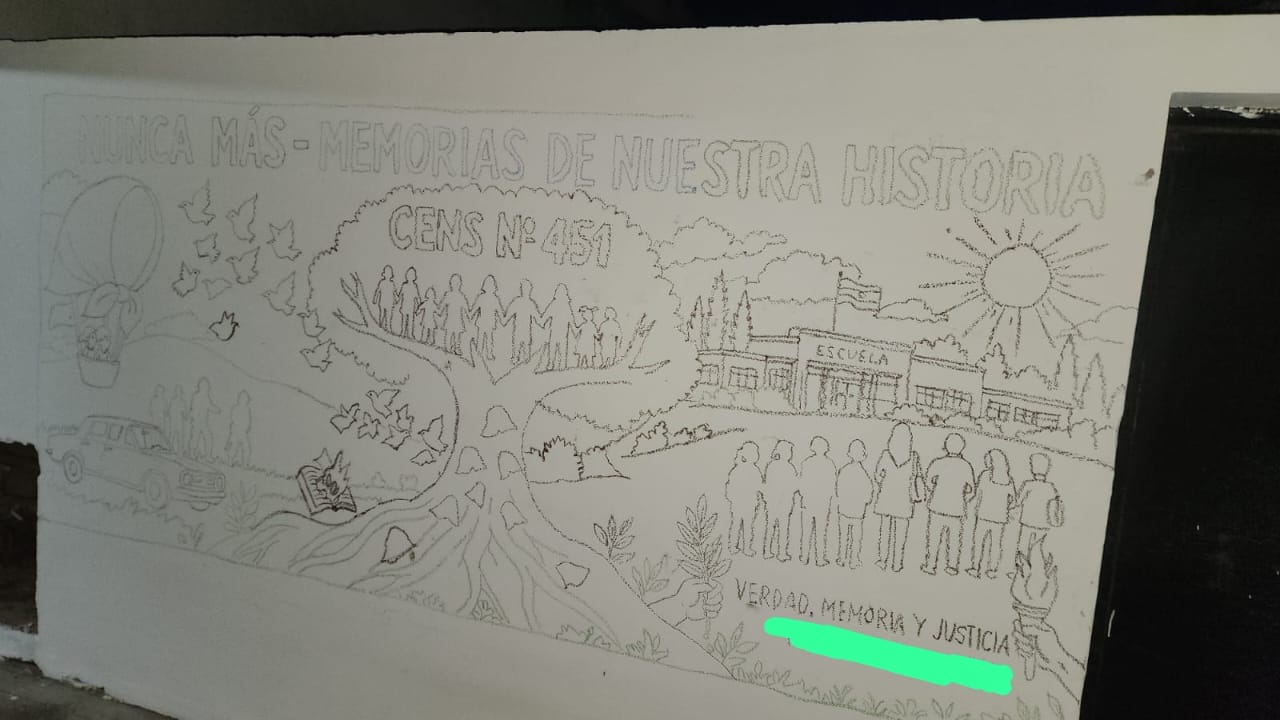 NUNCA MÁS - MEMORIAS DE NUESTRA HISTORIA
CENS Nº 451
ESCUELA
VERDAD, MEMORIA Y JUSTICIA